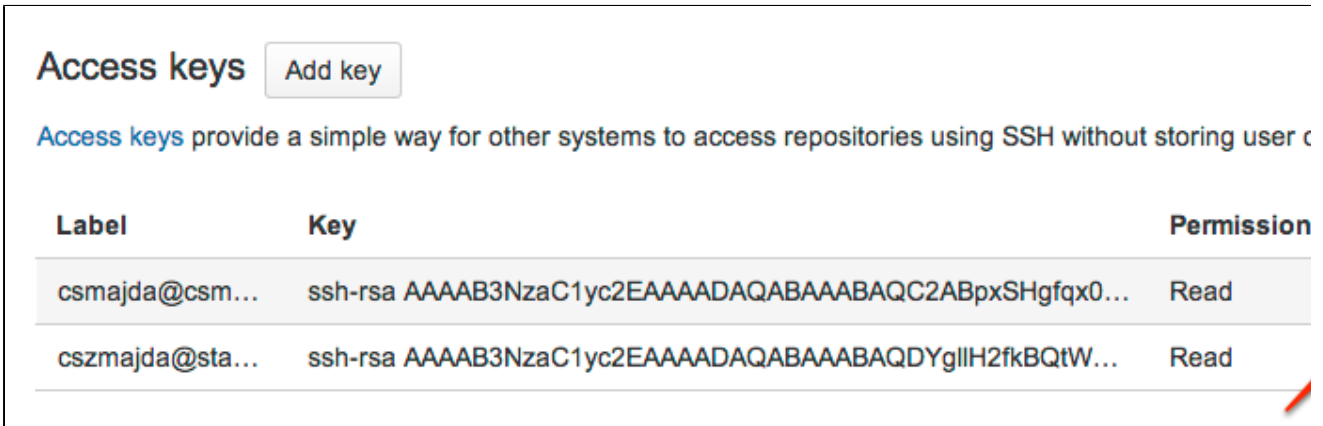 Access keys Add key
Access keys provide a simple way for other systems to access repositories using SSH without storing user
Label Key Permission
csmajda@csm... ssh-rsa AAAAB3NzaC1yc2EAAAADAQABAAABAQC2ABpxSHgfqx0... Read
cszmajda@sta... ssh-rsa AAAAB3NzaC1yc2EAAAADAQABAAABAQDYgllH2fkBQtW... Read